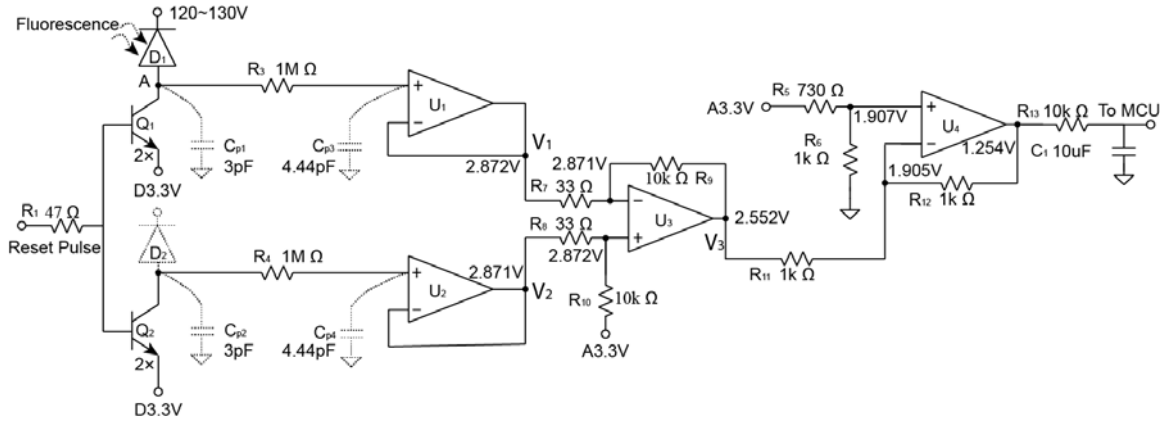 Fluorescence
120~130V
D₁
A
R₃ 1M Ω
Q₁
2×
Cp1
3pF
Cp3
4.44pF
U₁
V₁
2.872V
D3.3V
R₁ 47 Ω
Reset Pulse
D₂
R₄ 1M Ω
Q₂
2×
Cp2
3pF
Cp4
4.44pF
2.871V
U₂
V₂
D3.3V
2.871V
R₇ 33 Ω
10k Ω R₉
R₈ 33 Ω
2.872V
U₃
2.552V
V₃
R₁₀ 10k Ω
A3.3V
R₁₁ 1k Ω
R₅ 730 Ω
A3.3V
1.907V
R₆
1k Ω
U₄
1.254V
1.905V
R₁₂ 1k Ω
R₁₃ 10k Ω
To MCU
C₁ 10uF
+
−
+
−
−
+
+
−